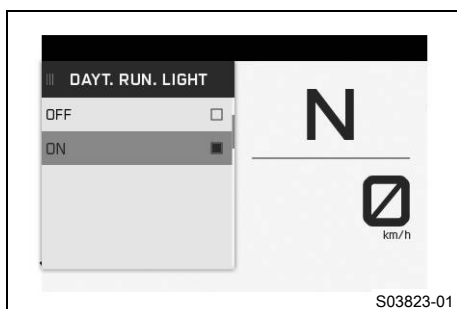 DAYT. RUN. LIGHT
OFF
ON
N
0
km/h
S03823-01